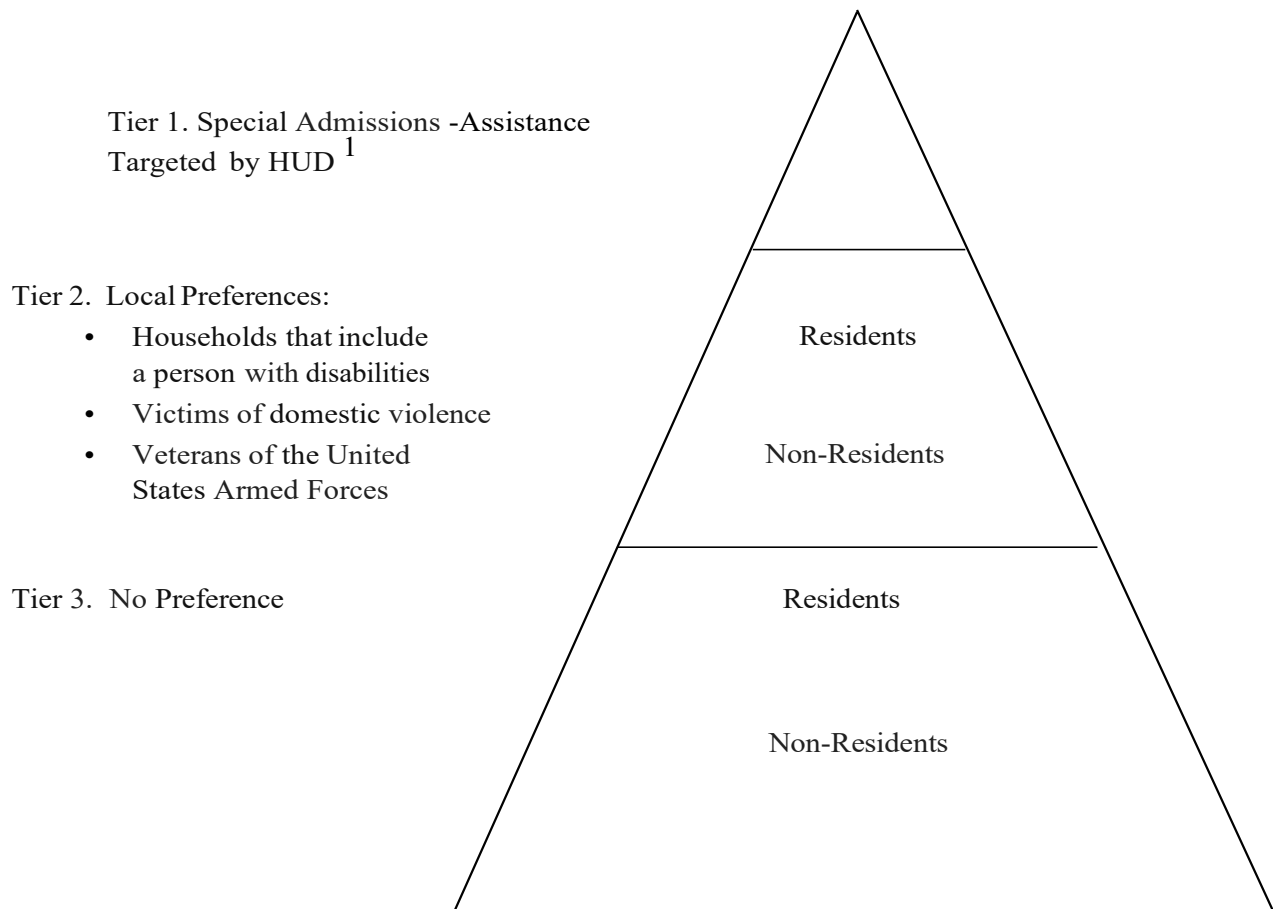 Tier 1. Special Admissions -Assistance
Targeted by HUD 1
Tier 2. Local Preferences:
• Households that include
a person with disabilities
• Victims of domestic violence
• Veterans of the United
States Armed Forces
Residents
Non-Residents
Tier 3. No Preference
Residents
Non-Residents